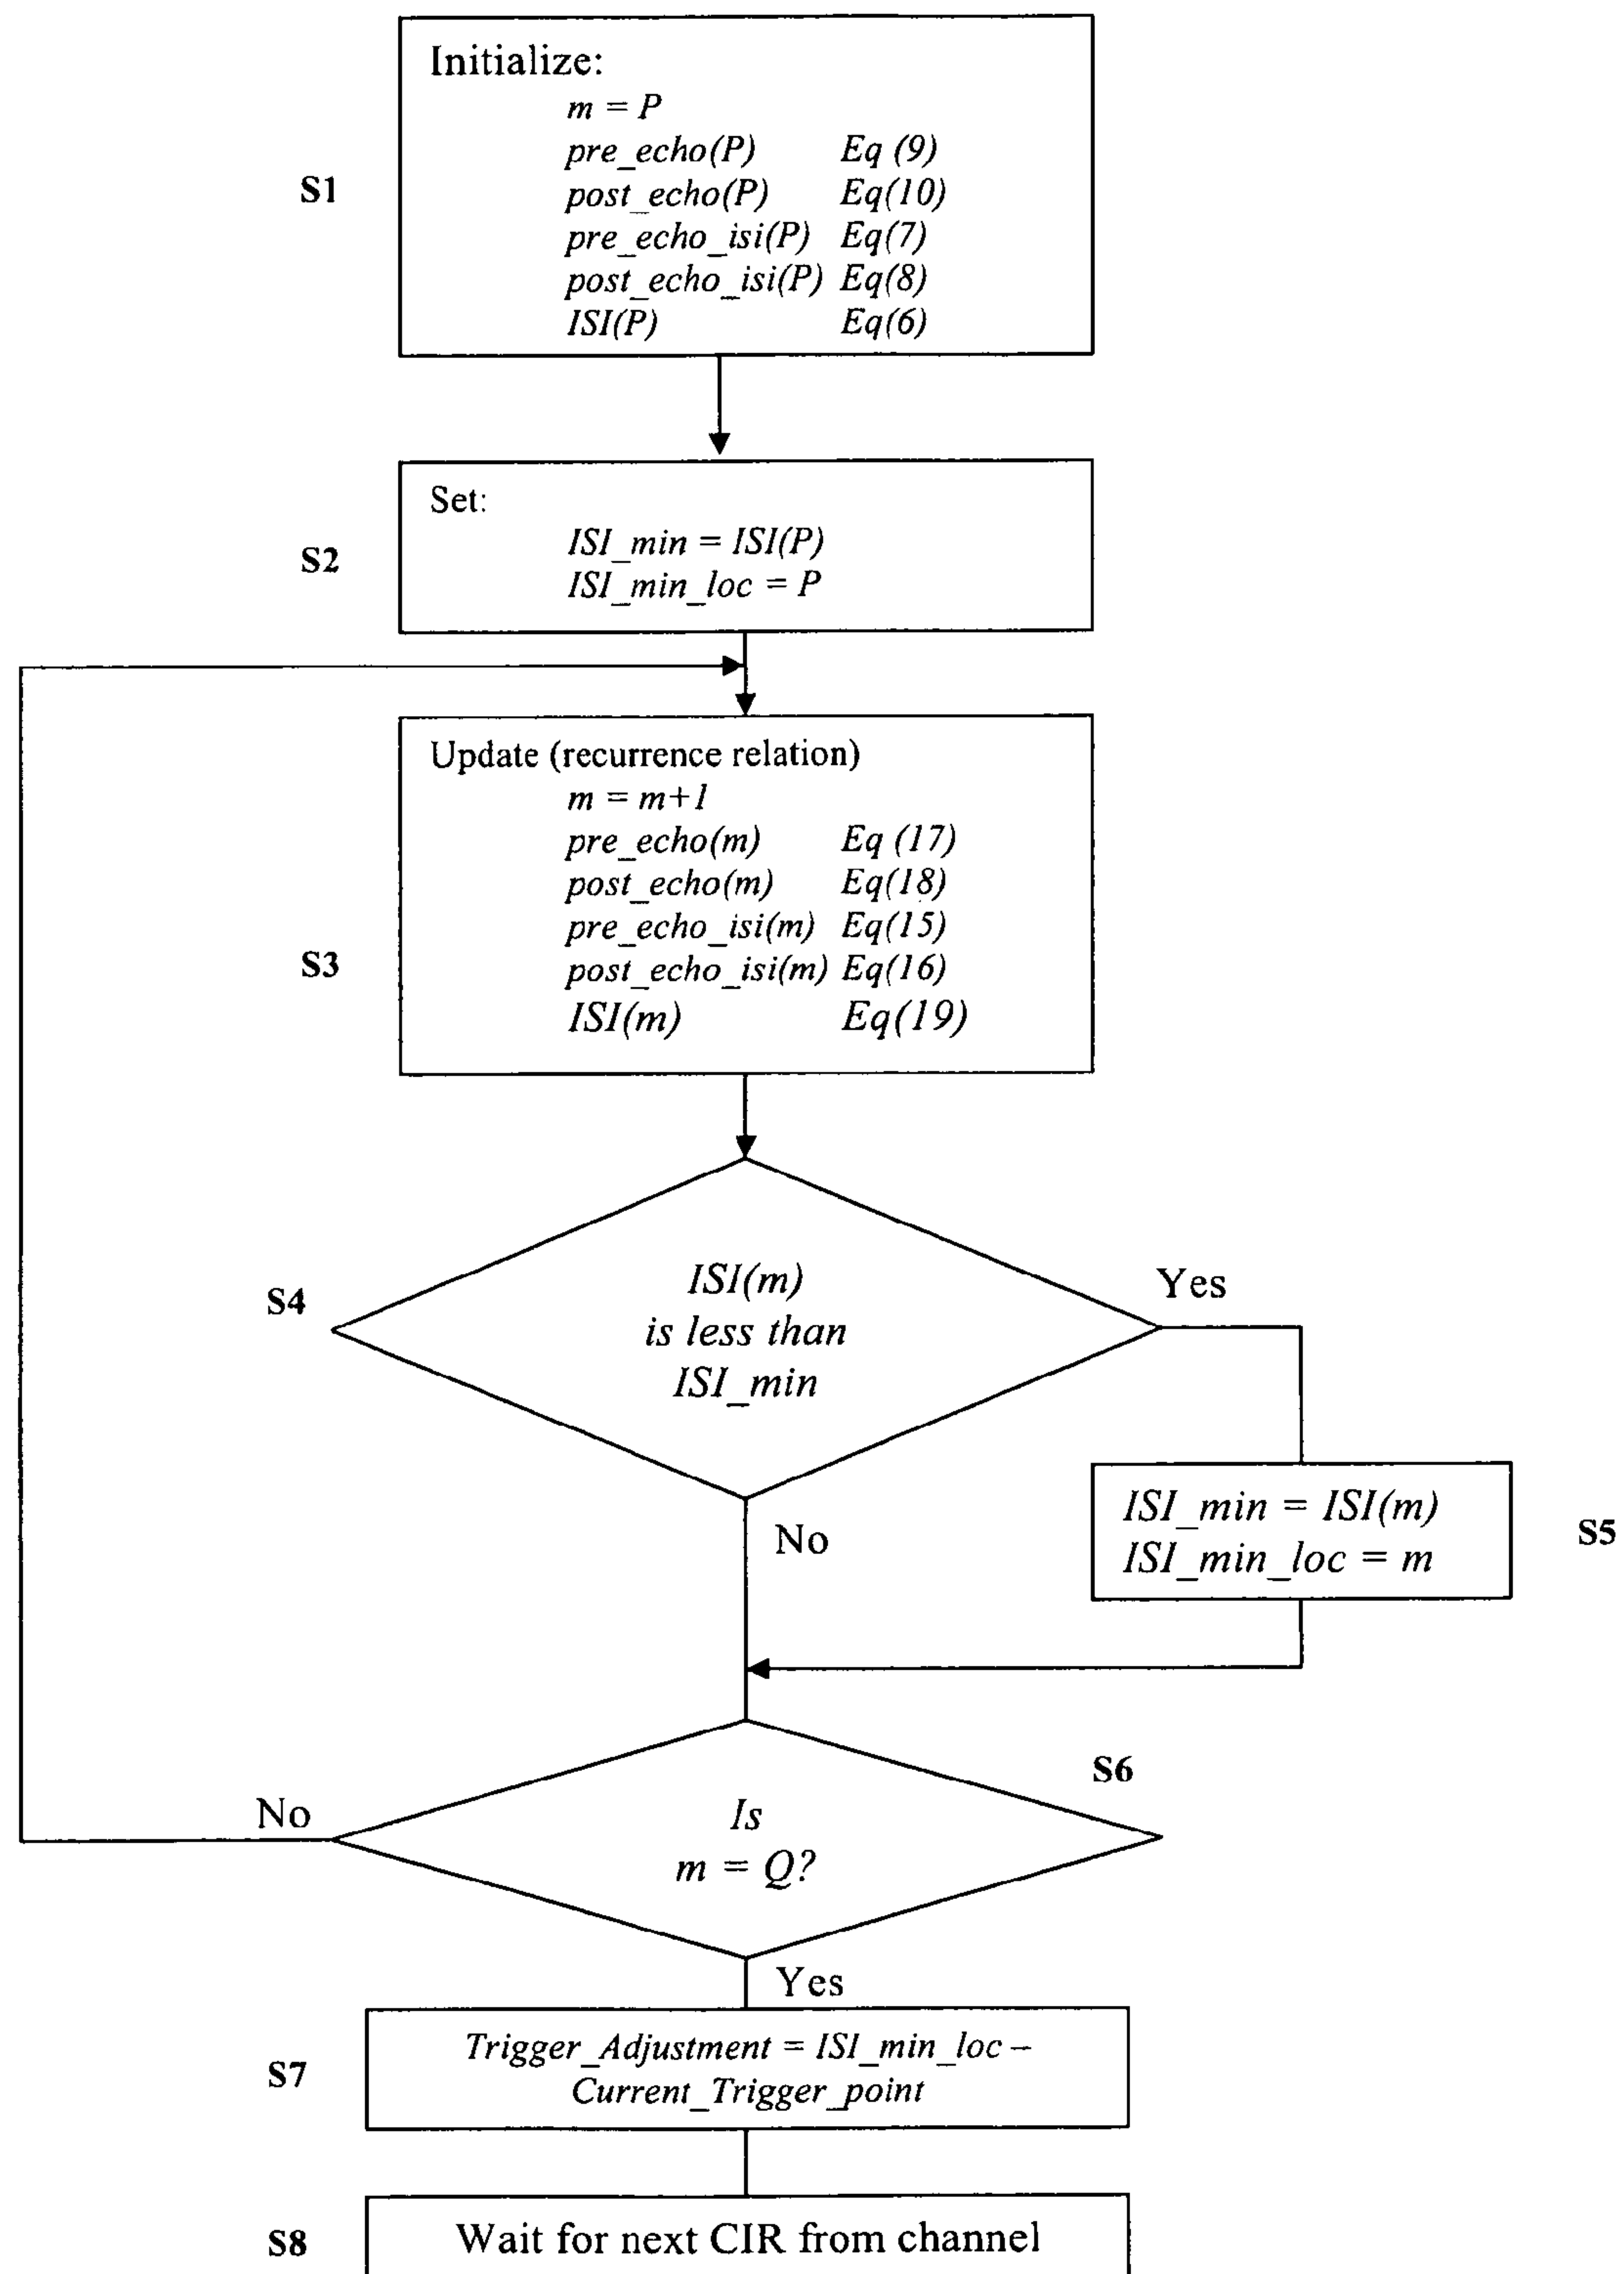 Initialize:
m = P
pre_echo(P) Eq (9)
S1
post_echo(P) Eq(10)
pre_echo_isi(P) Eq(7)
post_echo_isi(P) Eq(8)
ISI(P) Eq(6)
Set:
ISI_min = ISI(P)
S2
ISI_min_loc = P
Update (recurrence relation)
m = m+1
pre_echo(m) Eq (17)
post_echo(m) Eq(18)
pre_echo_isi(m) Eq(15)
S3
post_echo_isi(m) Eq(16)
ISI(m) Eq(19)
S4
ISI(m)
is less than
ISI_min
Yes
No
ISI_min = ISI(m)
ISI_min_loc = m
S5
S6
No
Is
m = Q?
Yes
S7
Trigger_Adjustment = ISI_min_loc –
Current_Trigger_point
S8
Wait for next CIR from channel